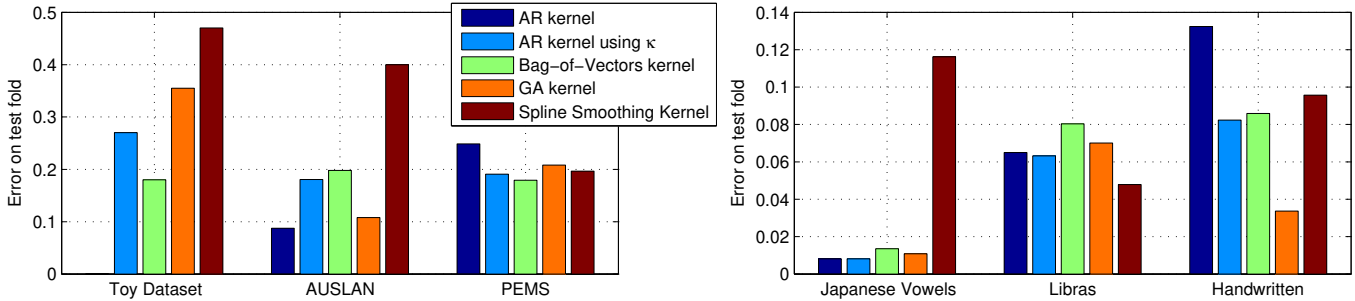 0.5
0.4
0.3
0.2
0.1
0
Error on test fold
Toy Dataset
AUSLAN
PEMS
AR kernel
AR kernel using κ
Bag−of−Vectors kernel
GA kernel
Spline Smoothing Kernel
0.14
0.12
0.1
0.08
0.06
0.04
0.02
0
Error on test fold
Japanese Vowels
Libras
Handwritten